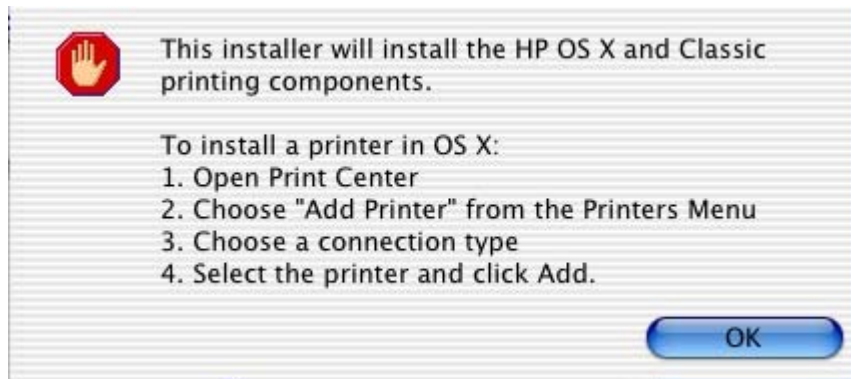 This installer will install the HP OS X and Classic
printing components.
To install a printer in OS X:
1. Open Print Center
2. Choose "Add Printer" from the Printers Menu
3. Choose a connection type
4. Select the printer and click Add.
OK